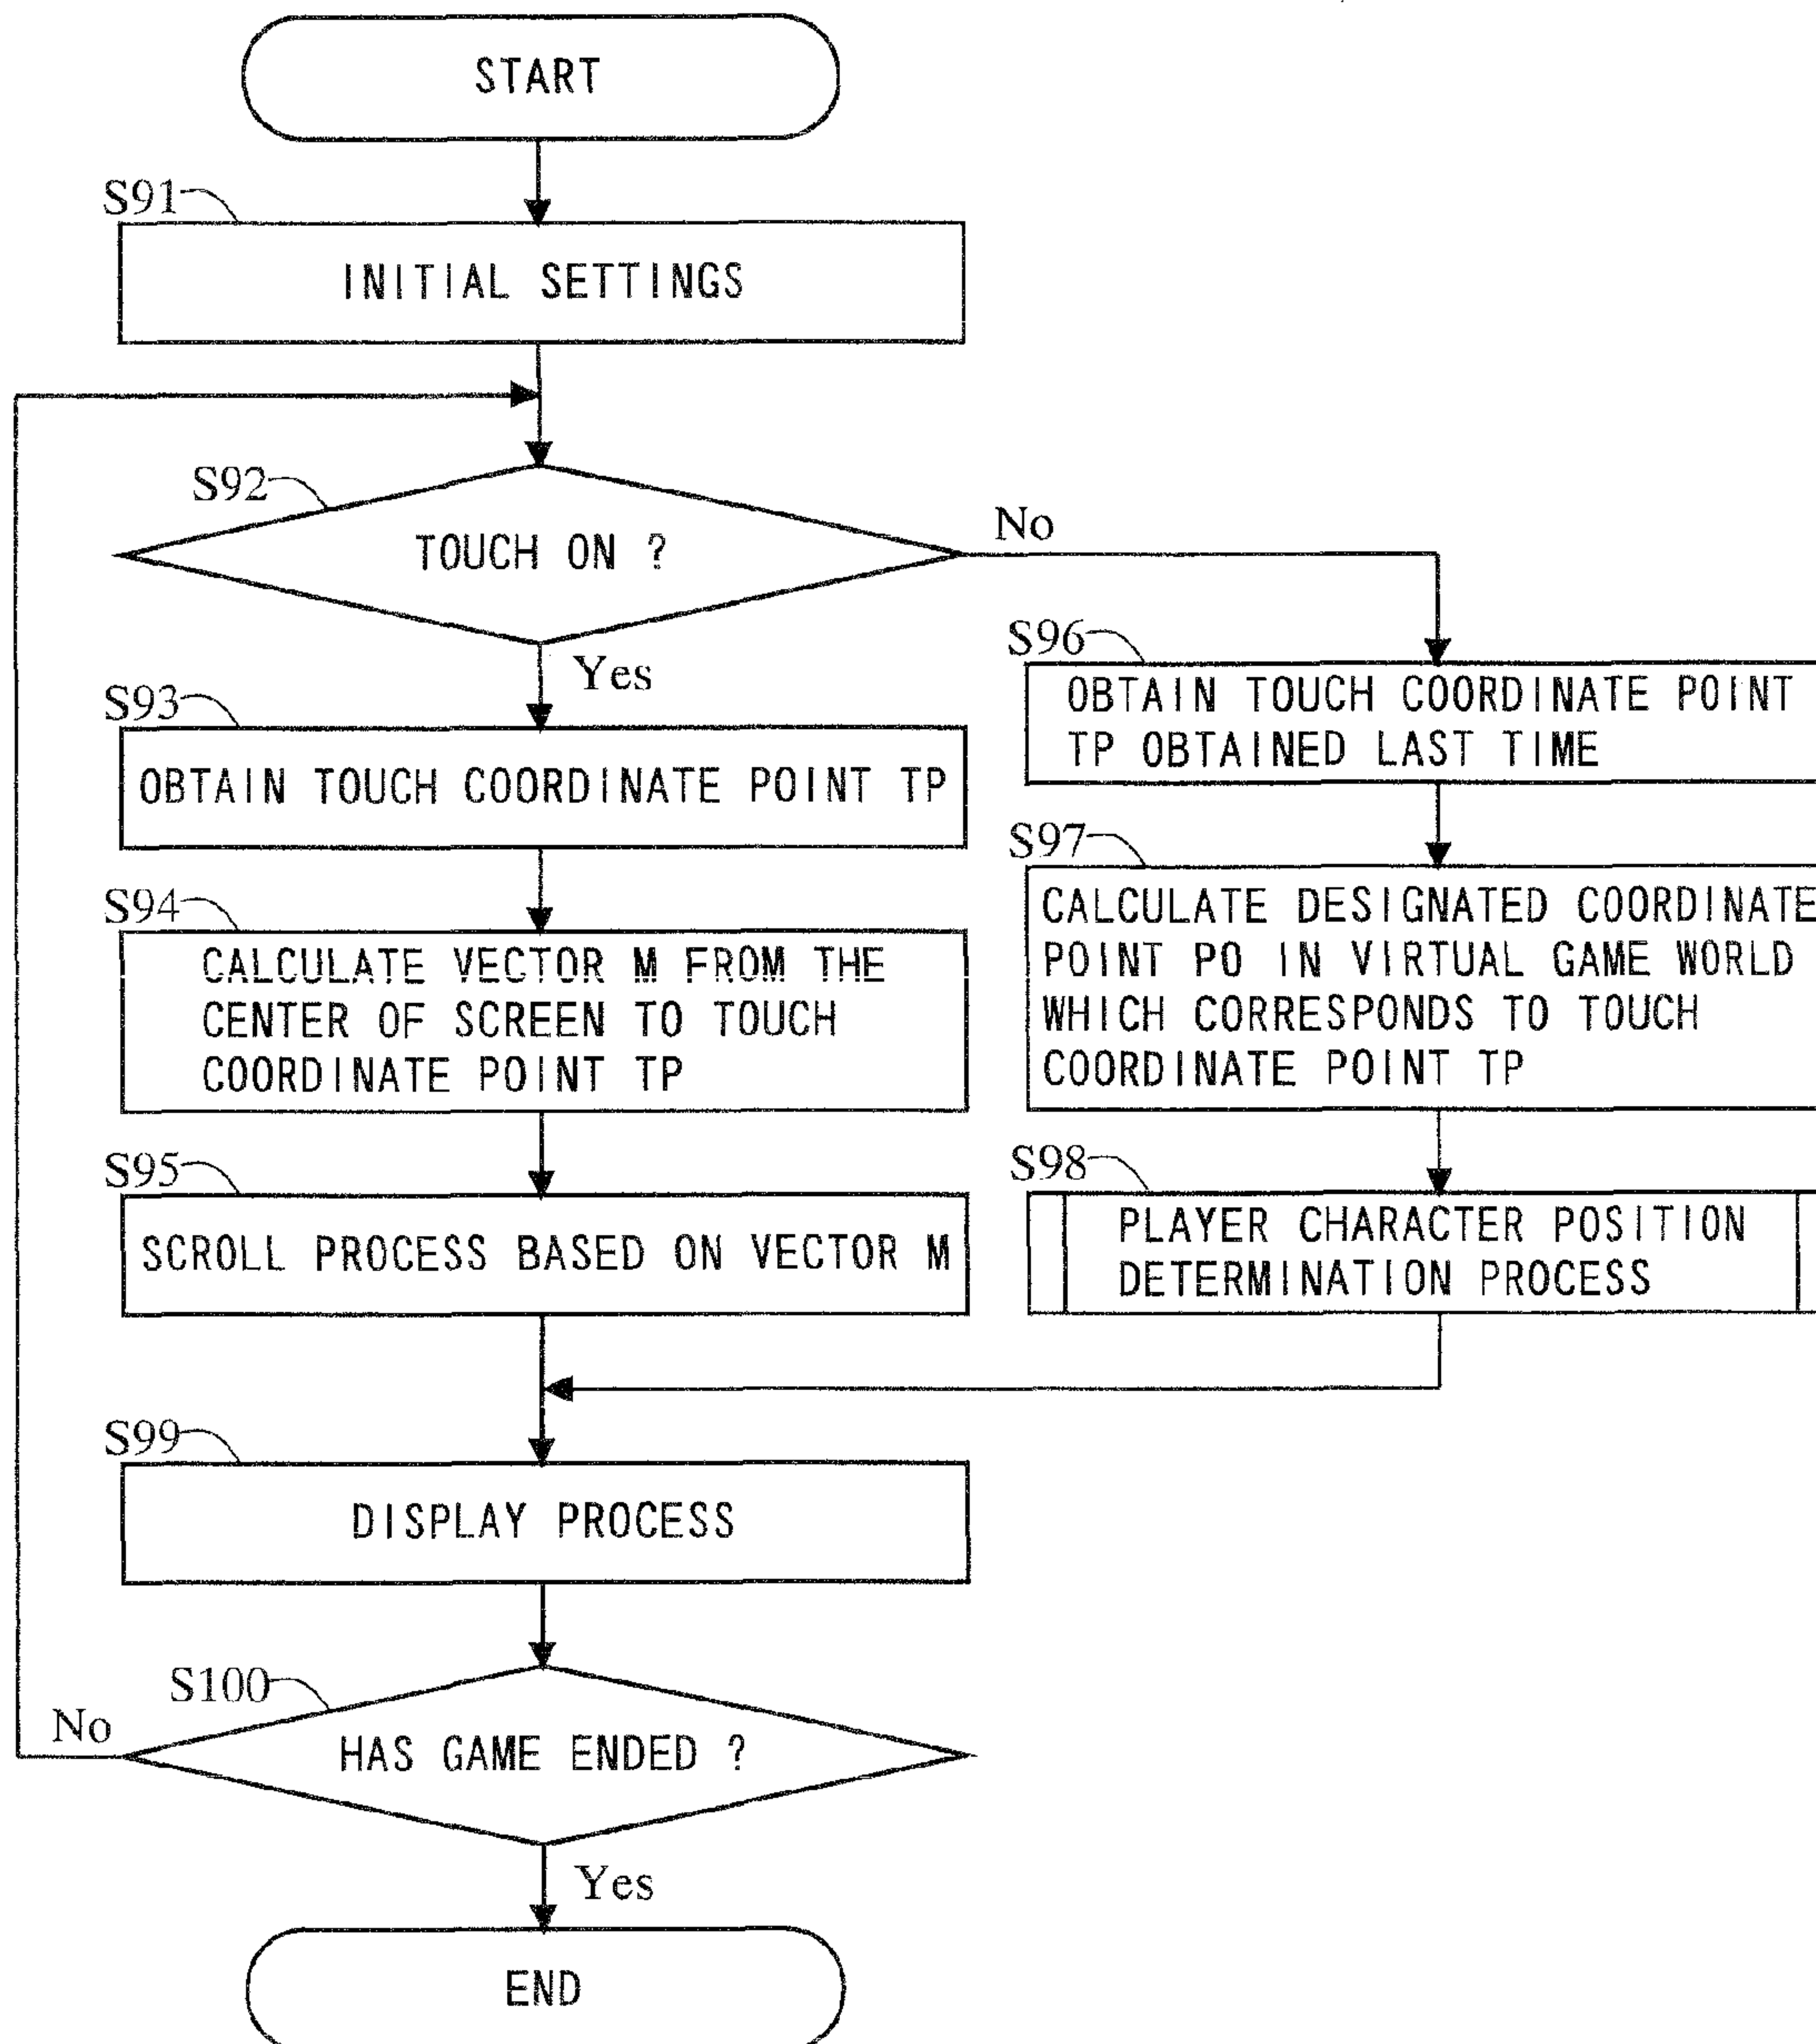 START
S91
INITIAL SETTINGS
S92
TOUCH ON ?
No
Yes
S93
OBTAIN TOUCH COORDINATE POINT TP
S94
CALCULATE VECTOR M FROM THE
CENTER OF SCREEN TO TOUCH
COORDINATE POINT TP
S95
SCROLL PROCESS BASED ON VECTOR M
S96
OBTAIN TOUCH COORDINATE POINT
TP OBTAINED LAST TIME
S97
CALCULATE DESIGNATED COORDINATE
POINT PO IN VIRTUAL GAME WORLD
WHICH CORRESPONDS TO TOUCH
COORDINATE POINT TP
S98
PLAYER CHARACTER POSITION
DETERMINATION PROCESS
S99
DISPLAY PROCESS
S100
HAS GAME ENDED ?
No
Yes
END